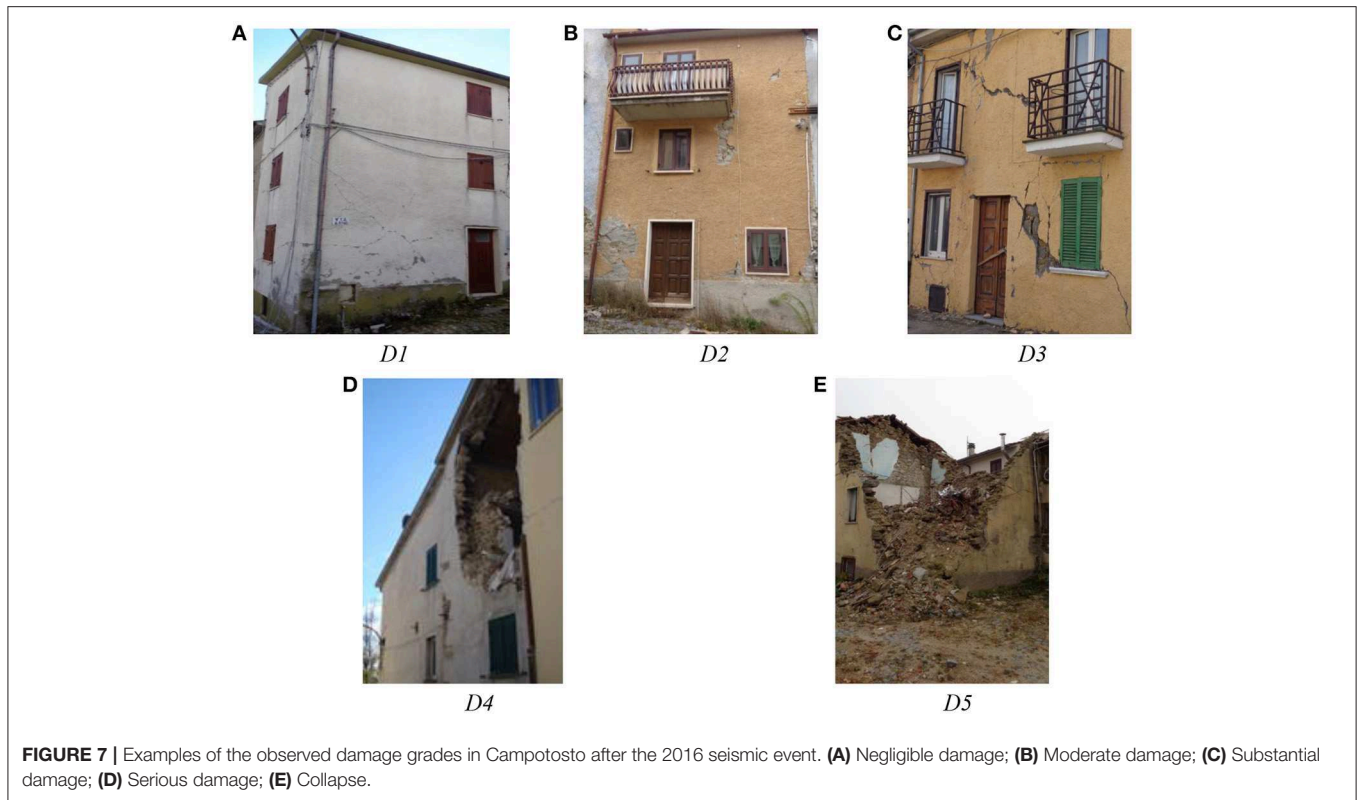 A
B
C
D1
D2
D3
D
E
D4
D5
FIGURE 7 | Examples of the observed damage grades in Campotosto after the 2016 seismic event. (A) Negligible damage; (B) Moderate damage; (C) Substantial
damage; (D) Serious damage; (E) Collapse.